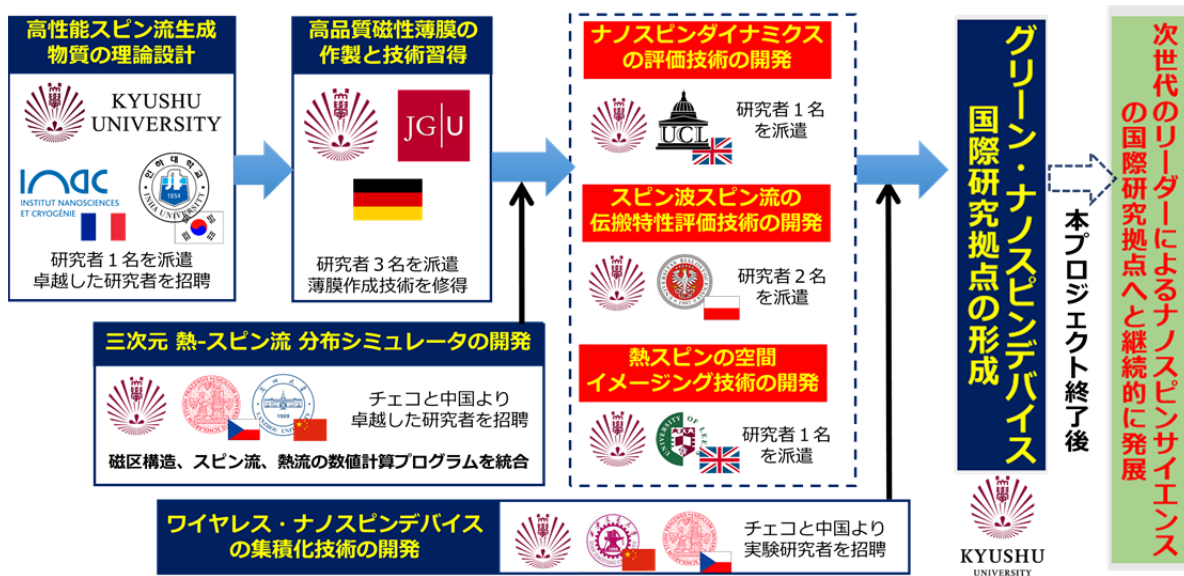 高性能スピン流生成
物質の理論設計
KYUSHU
UNIVERSITY
inac
INSTITUT NANOSCIENCES
ET CRYOGÉNIE
인하대학교
1954
INHA UNIVERSITY
研究者１名を派遣
卓越した研究者を招聘
高品質磁性薄膜の
作製と技術習得
JG|U
研究者３名を派遣
薄膜作成技術を修得
ナノスピンダイナミクス
の評価技術の開発
UCL
研究者１名
を派遣
スピン波スピン流の
伝搬特性評価技術の開発
研究者２名
を派遣
熱スピンの空間
イメージング技術の開発
UNIVERSITY OF LEE
研究者１名
を派遣
三次元 熱-スピン流 分布シミュレータの開発
1909
チェコと中国より
卓越した研究者を招聘
磁区構造、スピン流、熱流の数値計算プログラムを統合
ワイヤレス・ナノスピンデバイス
の集積化技術の開発
チェコと中国より
実験研究者を招聘
グリーン・ナノスピンデバイス
国際研究拠点の形成
KYUSHU
UNIVERSITY
本プロジェクト終了後
次世代のリーダーによるナノスピンサイエンス
の国際研究拠点へと継続的に発展